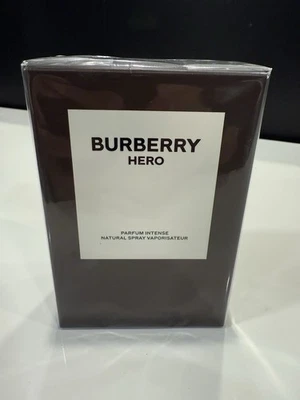 BURBERRY
HERO
PARFUM INTENSE
NATURAL SPRAY VAPORISATEUR